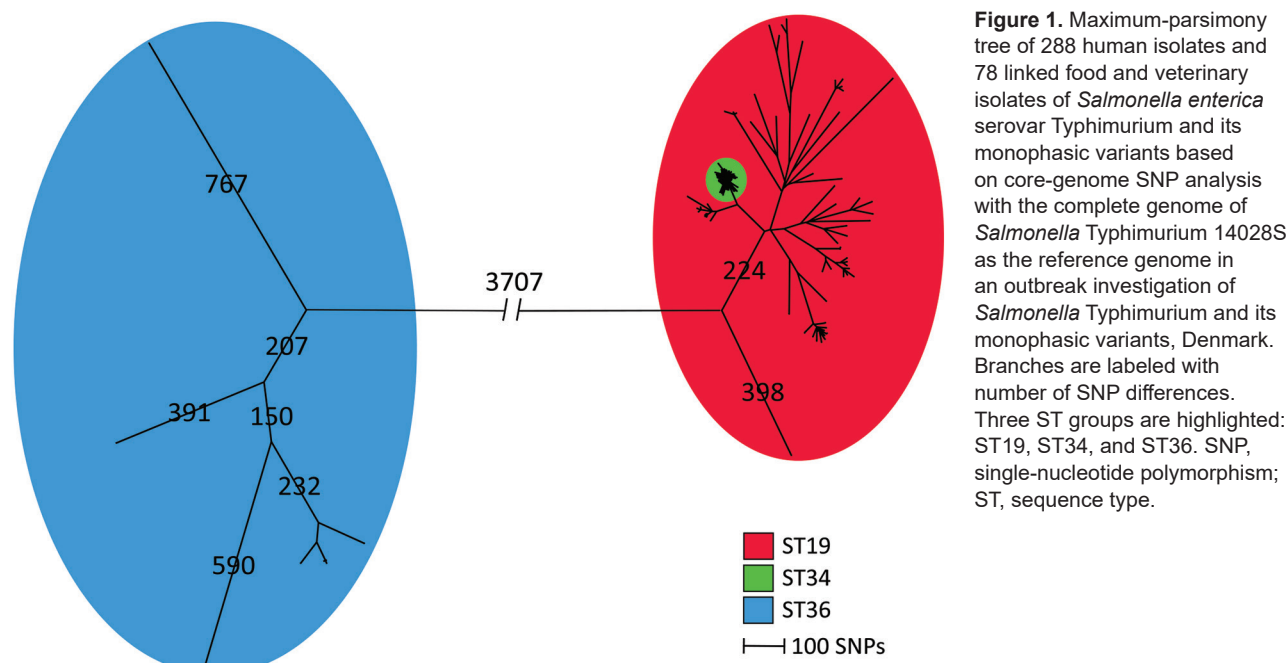 Figure 1. Maximum-parsimony
tree of 288 human isolates and
78 linked food and veterinary
isolates of Salmonella enterica
serovar Typhimurium and its
monophasic variants based
on core-genome SNP analysis
with the complete genome of
Salmonella Typhimurium 14028S
as the reference genome in
an outbreak investigation of
Salmonella Typhimurium and its
monophasic variants, Denmark.
Branches are labeled with
number of SNP differences.
Three ST groups are highlighted:
ST19, ST34, and ST36. SNP,
single-nucleotide polymorphism;
ST, sequence type.
767
3707
224
207
398
391
150
232
590
ST19
ST34
ST36
100 SNPs